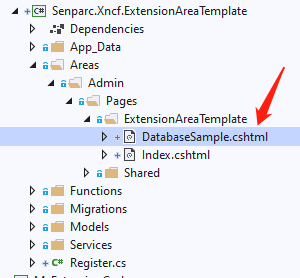 Senparc.Xncf.ExtensionAreaTemplate
Dependencies
App_Data
Areas
Admin
Pages
ExtensionAreaTemplate
DatabaseSample.cshtml
Index.cshtml
Shared
Functions
Migrations
Models
Services
Register.cs